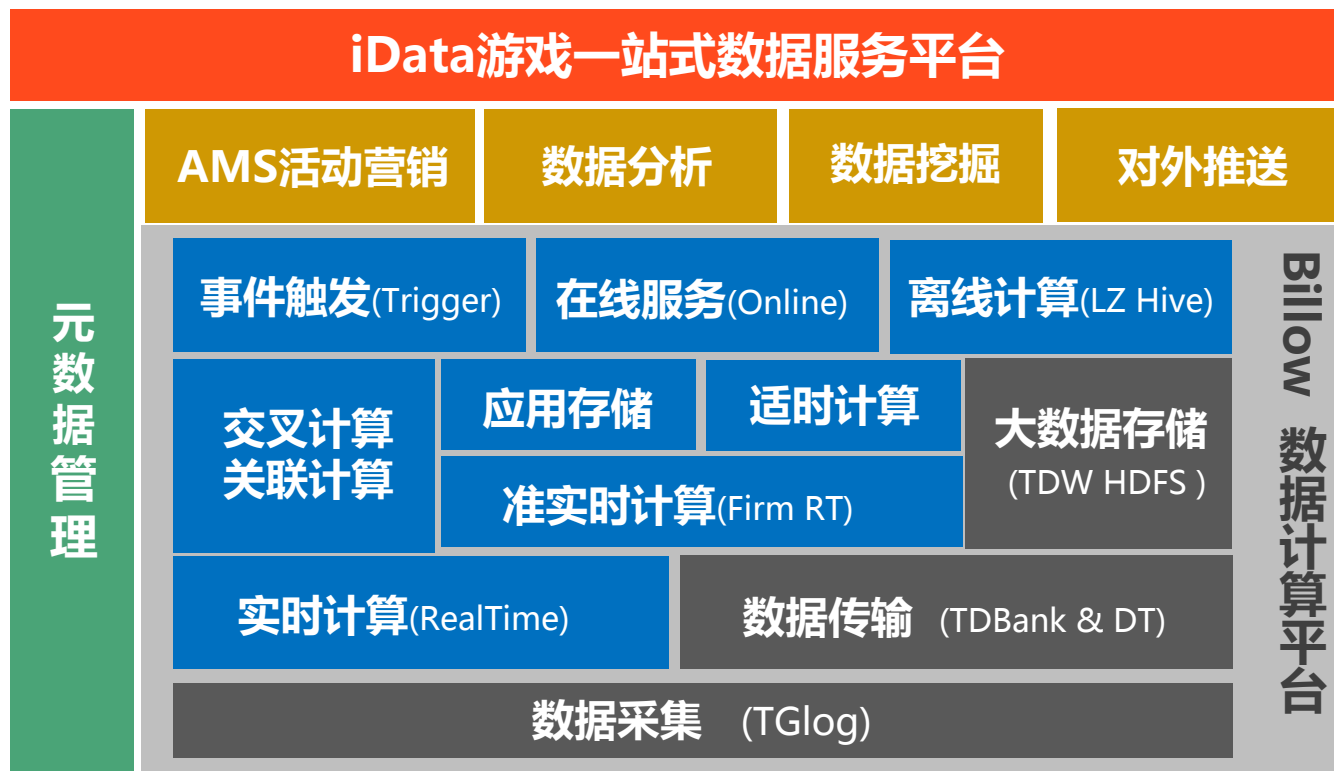 iData游戏一站式数据服务平台
AMS活动营销
数据分析
数据挖掘
对外推送
元数据管理
事件触发(Trigger)
在线服务(Online)
离线计算(LZ Hive)
交叉计算
关联计算
应用存储
适时计算
大数据存储
(TDW HDFS )
准实时计算(Firm RT)
实时计算(RealTime)
数据传输 (TDBank & DT)
数据采集 (TGlog)
Billow 数据计算平台